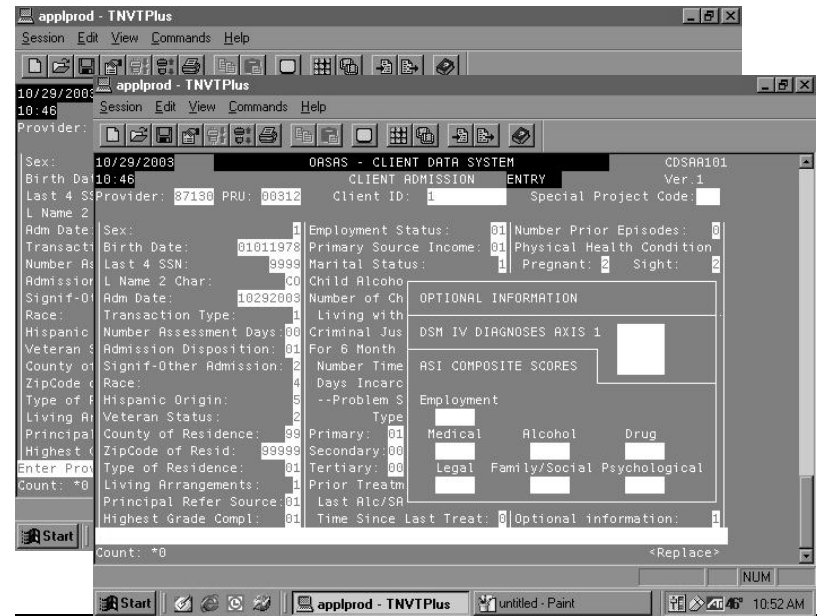 applprod - TNVTPlus
Session Edit View Commands Help
10/29/2003
10:46
Provider:
Sex:
Birth Da
Last 4 SS
L Name 2
Adm Date
Transacti
Number As
Admission
Signif-Ot
Race:
Hispanic
Veteran S
County of
ZipCode o
Type of R
Living Ar
Principal
Highest G
Enter Prov
Count: *0
Start
applprod - TNVTPlus
Session Edit View Commands Help
10/29/2003 OASAS - CLIENT DATA SYSTEM CDSAA101
10:46 CLIENT ADMISSION ENTRY Ver.1
Provider: 87130 PRU: 00312 Client ID: 1 Special Project Code:
Sex: 1 Employment Status: 01 Number Prior Episodes: 0
Birth Date: 01011978 Primary Source Income: 01 Physical Health Condition
Last 4 SSN: 9999 Marital Status: 1 Pregnant: 2 Sight: 2
L Name 2 Char: CO Child Alcoho
Adm Date: 10292003 Number of Ch OPTIONAL INFORMATION
Transaction Type: 1 Living with
Number Assessment Days: 00 Criminal Jus DSM IV DIAGNOSES AXIS 1
Admission Disposition: 01 For 6 Month
Signif-Other Admission: 2 Number Time ASI COMPOSITE SCORES
Race: 4 Days Incarc
Hispanic Origin: 5 --Problem S Employment
Veteran Status: 2 Type
County of Residence: 99 Primary: 01 Medical Alcohol Drug
ZipCode of Resid: 99999 Secondary: 00
Type of Residence: 01 Tertiary: 00 Legal Family/Social Psychological
Living Arrangements: 1 Prior Treatm
Principal Refer Source: 01 Last Alc/SA
Highest Grade Compl: 01 Time Since Last Treat: 0 Optional information: 1
Count: *0 <Replace>
NUM
Start applprod - TNVTPlus untitled - Paint 46° 10:52 AM